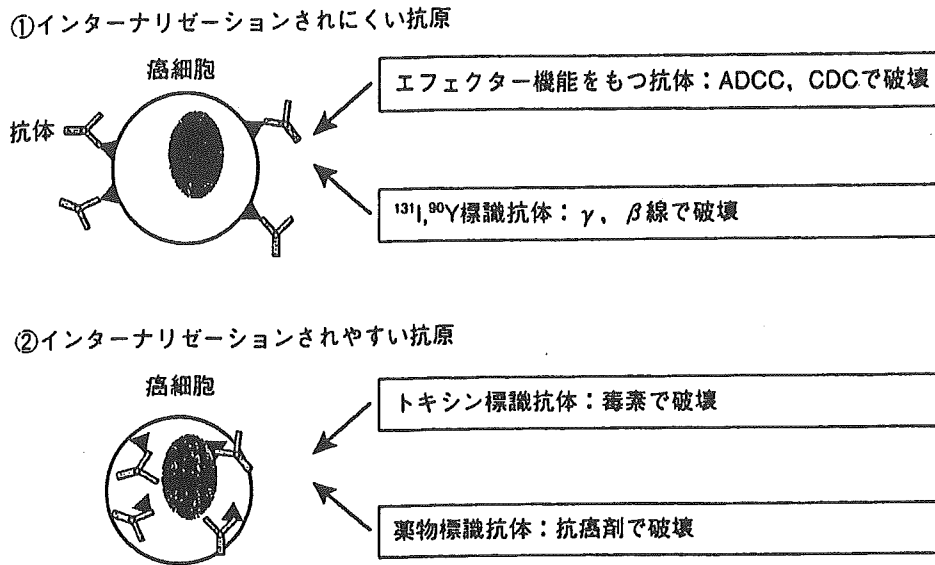 ①インターナリゼーションされにくい抗原
癌細胞
抗体
エフェクター機能をもつ抗体：ADCC，CDCで破壊
¹³¹I,⁹⁰Y標識抗体：γ，β線で破壊
②インターナリゼーションされやすい抗原
癌細胞
トキシン標識抗体：毒素で破壊
薬物標識抗体：抗癌剤で破壊